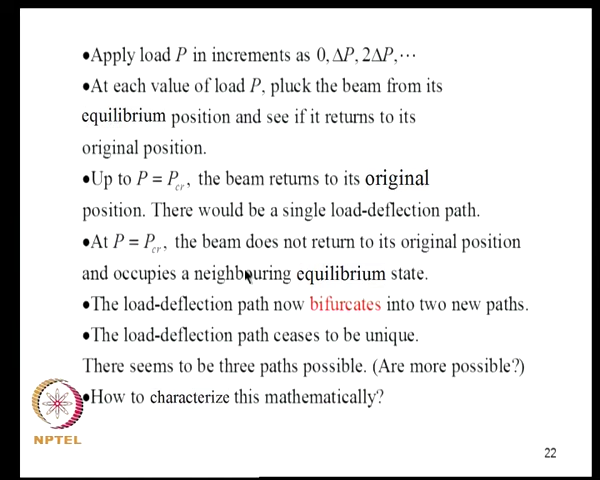 •Apply load P in increments as 0, ΔP, 2ΔP,⋯
•At each value of load P, pluck the beam from its
equilibrium position and see if it returns to its
original position.
•Up to P = Pcr, the beam returns to its original
position. There would be a single load-deflection path.
•At P = Pcr, the beam does not return to its original position
and occupies a neighbouring equilibrium state.
•The load-deflection path now bifurcates into two new paths.
•The load-deflection path ceases to be unique.
There seems to be three paths possible. (Are more possible?)
•How to characterize this mathematically?
NPTEL
22